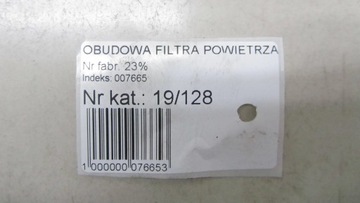 OBUDOWA FILTRA POWIETRZA
Nr fabr. 23%
Indeks: 007665
Nr kat.: 19/128
1 000000 076653